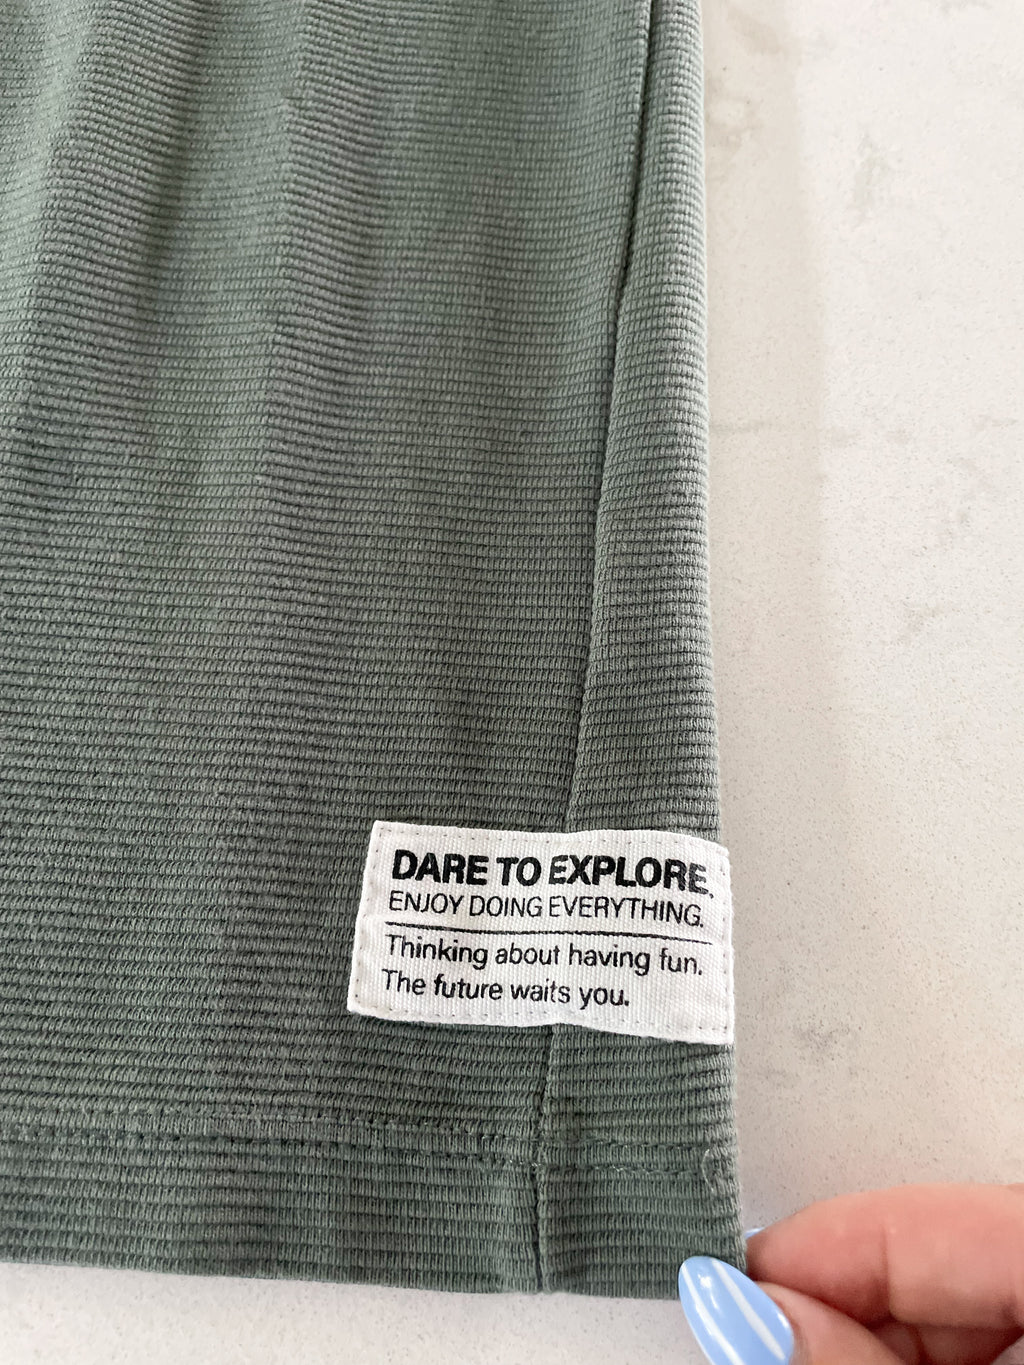 DARE TO EXPLORE.
ENJOY DOING EVERYTHING.
Thinking about having fun.
The future waits you.